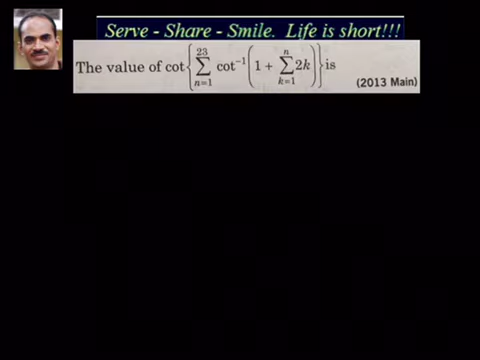 Serve - Share - Smile. Life is short!!!
The value of cot{∑_{n=1}^{23} cot⁻¹(1 + ∑_{k=1}^{n} 2k)} is
(2013 Main)